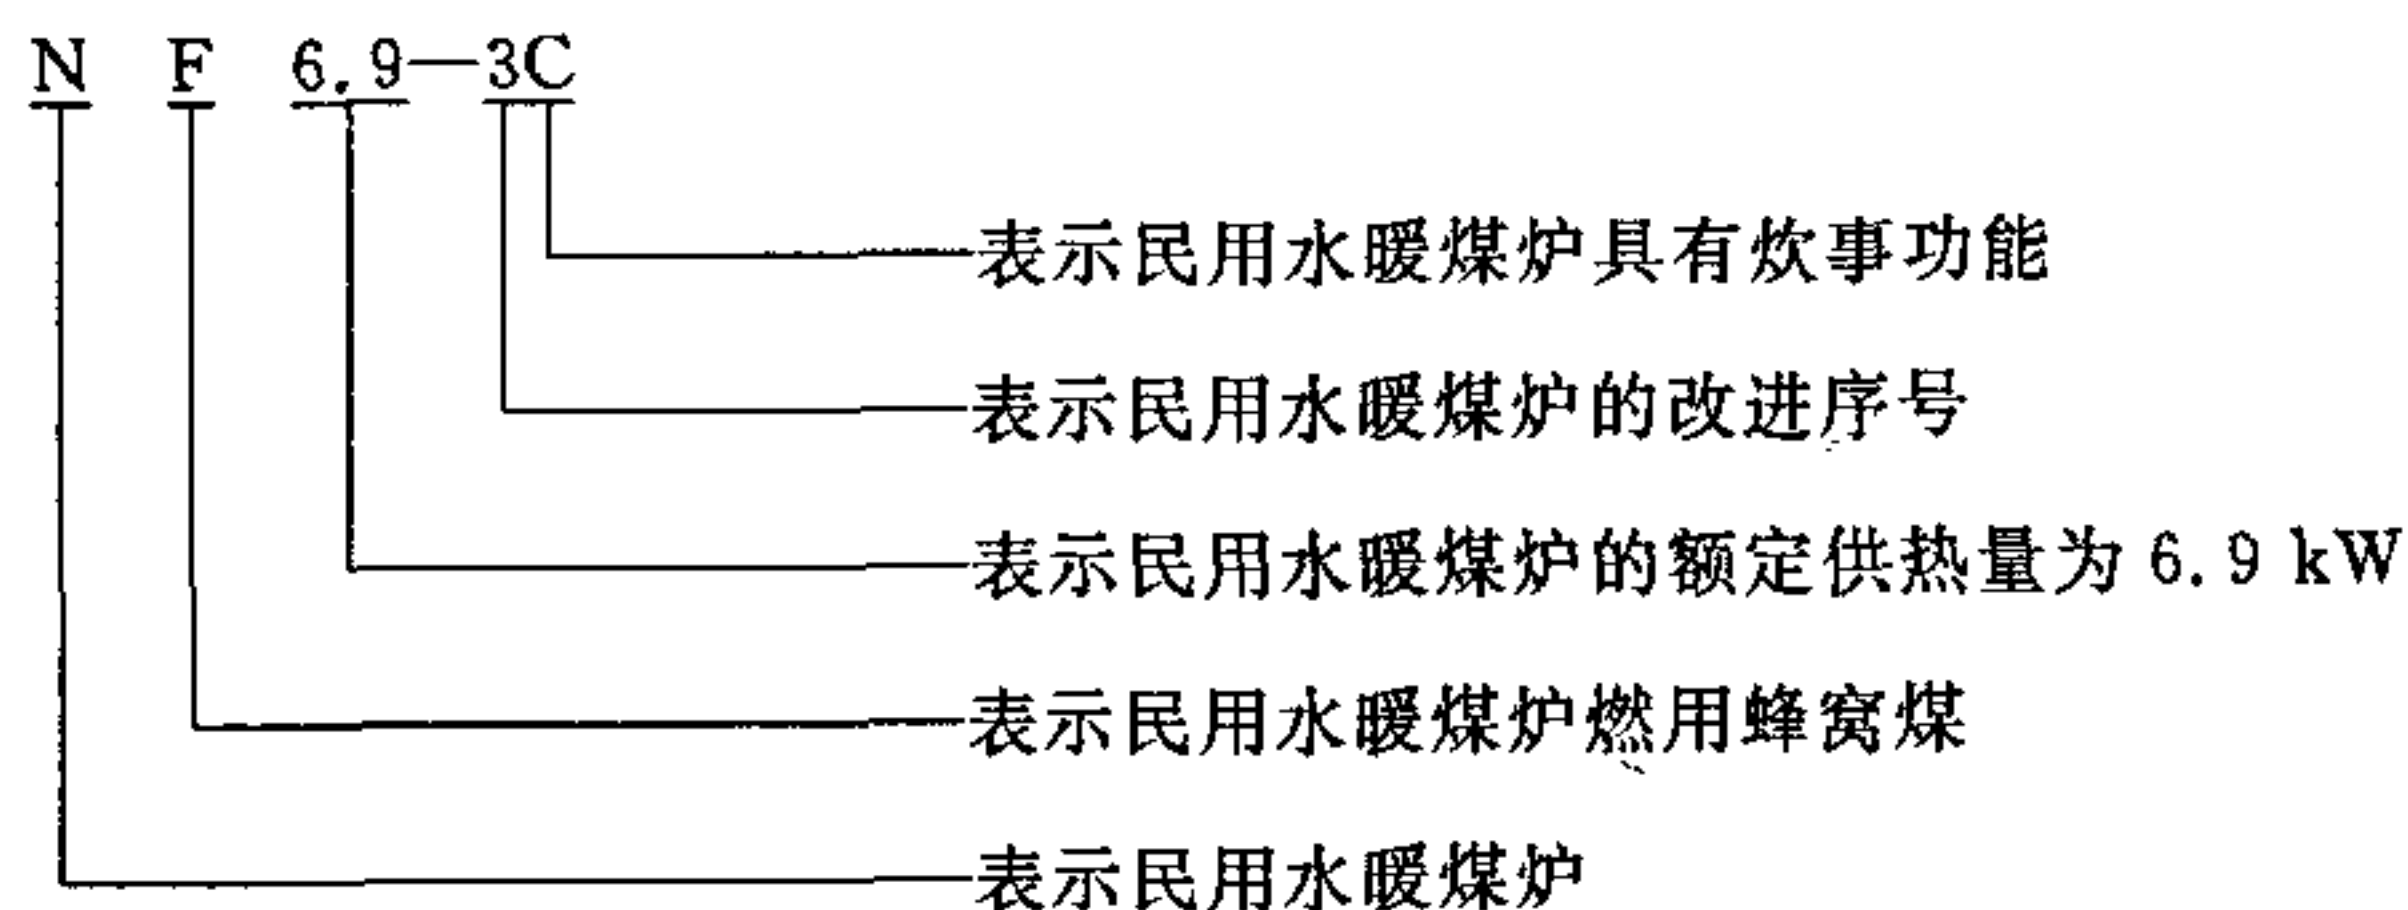 N F 6.9—3C
表示民用水暖煤炉具有炊事功能
表示民用水暖煤炉的改进序号
表示民用水暖煤炉的额定供热量为 6.9 kW
表示民用水暖煤炉燃用蜂窝煤
表示民用水暖煤炉